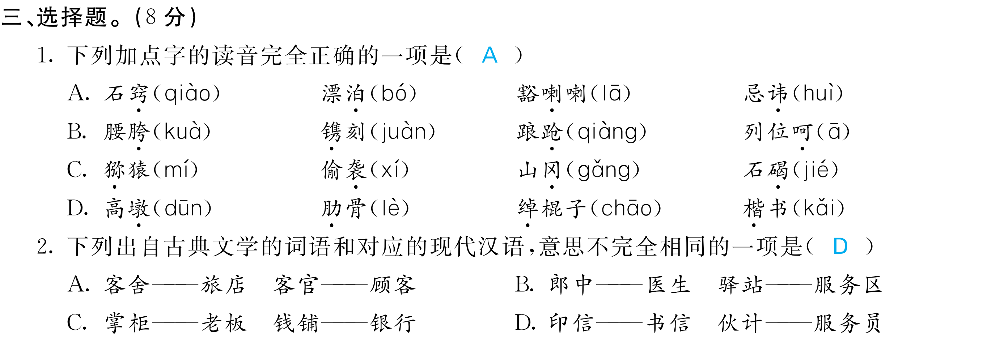 三、选择题。(8 分)
1. 下列加点字的读音完全正确的一项是( A )
A. 石窍(qiào) 漂泊(bó) 豁喇喇(lā) 忌讳(huì)
B. 腰胯(kuà) 镌刻(juàn) 踉跄(qiàng) 列位呵(ā)
C. 猕猿(mí) 偷袭(xí) 山冈(gǎng) 石碣(jié)
D. 高墩(dūn) 肋骨(lè) 绰棍子(chāo) 楷书(kǎi)
2. 下列出自古典文学的词语和对应的现代汉语,意思不完全相同的一项是( D )
A. 客舍——旅店 客官——顾客 B. 郎中——医生 驿站——服务区
C. 掌柜——老板 钱铺——银行 D. 印信——书信 伙计——服务员